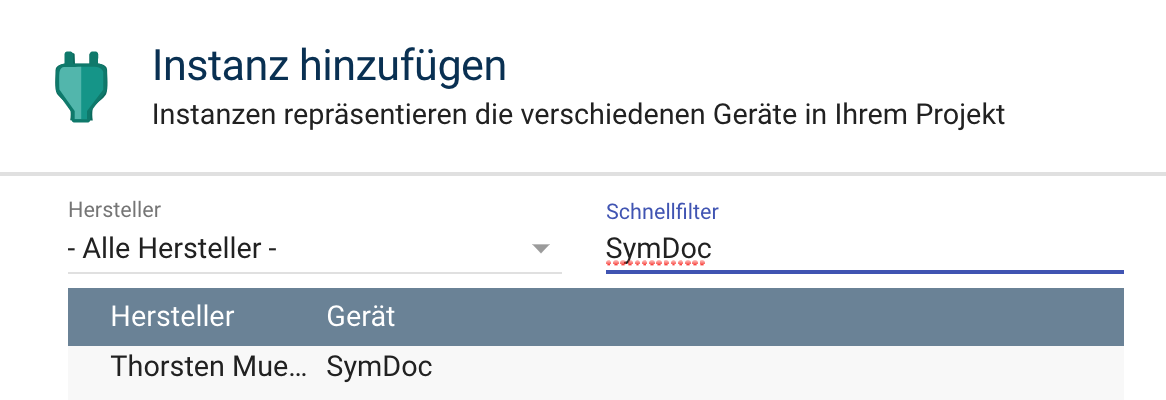 Instanz hinzufügen
Instanzen repräsentieren die verschiedenen Geräte in Ihrem Projekt
Hersteller
- Alle Hersteller -
Schnellfilter
SymDoc
Hersteller Gerät
Thorsten Mue... SymDoc